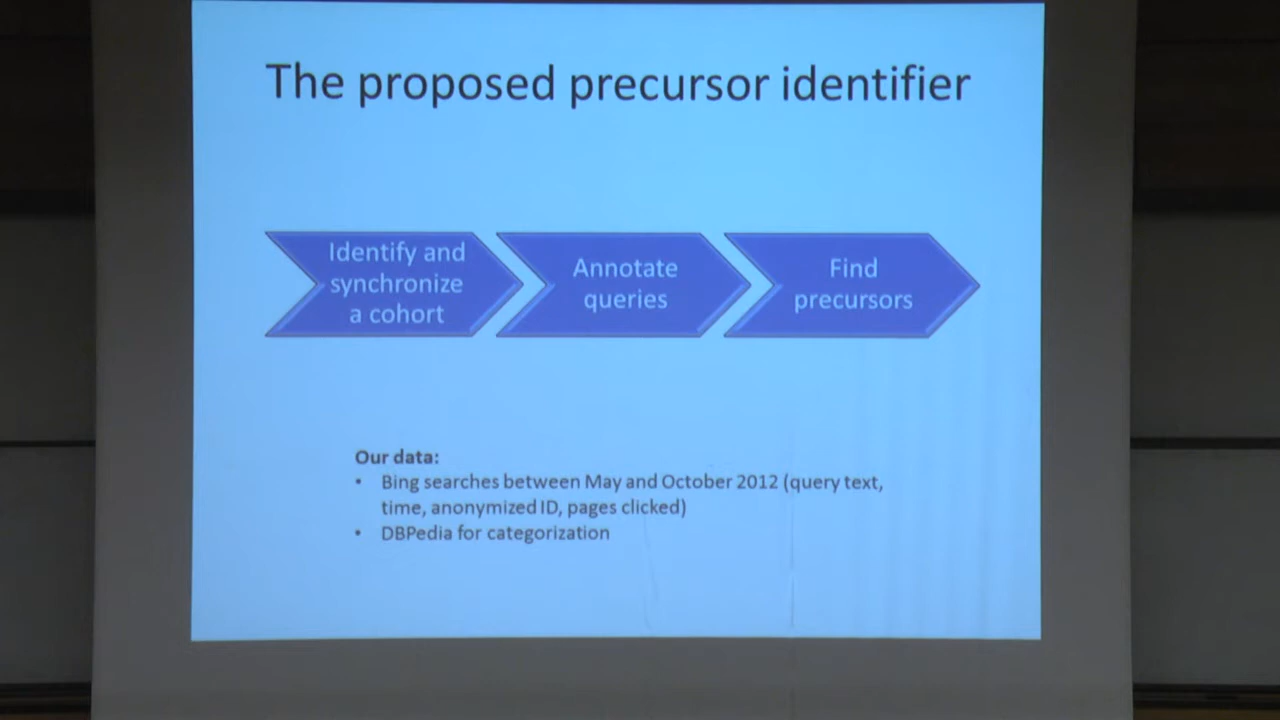 The proposed precursor identifier
Identify and
synchronize
a cohort
Annotate
queries
Find
precursors
Our data:
• Bing searches between May and October 2012 (query text,
time, anonymized ID, pages clicked)
• DBPedia for categorization